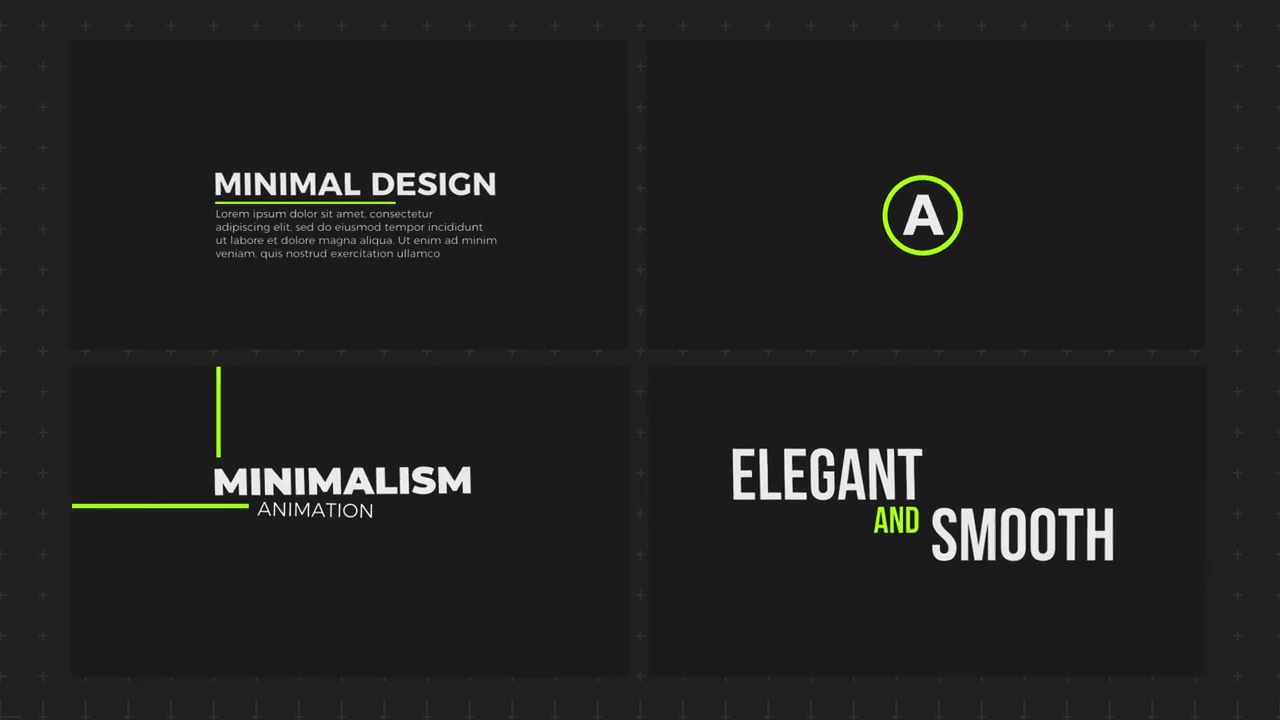 MINIMAL DESIGN
Lorem ipsum dolor sit amet, consectetur
adipiscing elit, sed do eiusmod tempor incididunt
ut labore et dolore magna aliqua. Ut enim ad minim
veniam, quis nostrud exercitation ullamco
A
MINIMALISM
ANIMATION
ELEGANT
AND
SMOOTH